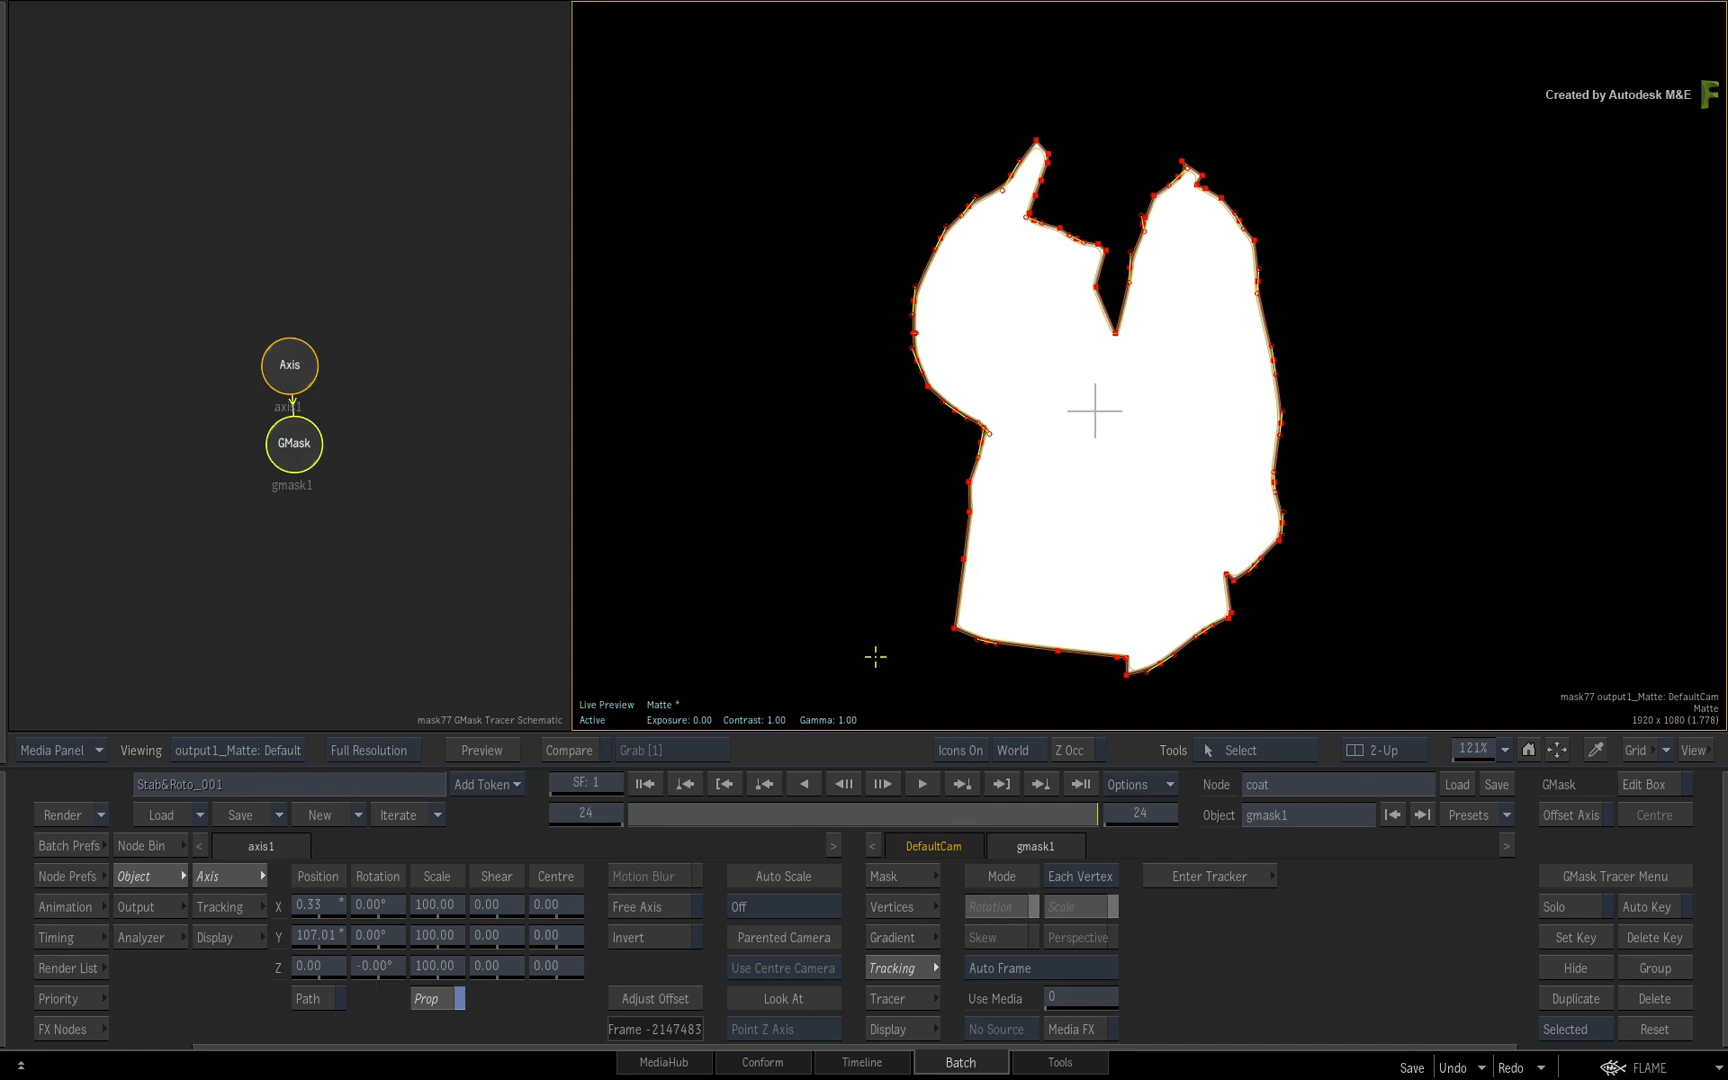 Created by Autodesk M&E
Axis
axis1
GMask
gmask1
mask77 GMask Tracer Schematic
Live Preview Matte *
Active Exposure: 0.00 Contrast: 1.00 Gamma: 1.00
mask77 output1_Matte: DefaultCam
Matte
1920 x 1080 (1.778)
Media Panel Viewing output1_Matte: Default Full Resolution Preview Compare Grab [1] Icons On World Z Occ Tools Select 2-Up 121% Grid View
Stab&Roto_001 Add Token SF: 1 Options Node coat Load Save GMask Edit Box
Render Load Save New Iterate 24 24 Object gmask1 Presets Offset Axis Centre
Batch Prefs Node Bin < axis1 > < DefaultCam gmask1 >
Node Prefs Object Axis Position Rotation Scale Shear Centre Motion Blur Auto Scale Mask Mode Each Vertex Enter Tracker GMask Tracer Menu
Animation Output Tracking X 0.33 * 0.00° 100.00 0.00 0.00 Free Axis Off Vertices Rotation Scale Solo Auto Key
Timing Analyzer Display Y 107.01 * 0.00° 100.00 0.00 0.00 Invert Parented Camera Gradient Skew Perspective Set Key Delete Key
Render List Z 0.00 -0.00° 100.00 0.00 0.00 Use Centre Camera Tracking Auto Frame Hide Group
Priority Path Prop Adjust Offset Look At Tracer Use Media 0 Duplicate Delete
FX Nodes Frame -2147483 Point Z Axis Display No Source Media FX Selected Reset
MediaHub Conform Timeline Batch Tools Save Undo Redo FLAME